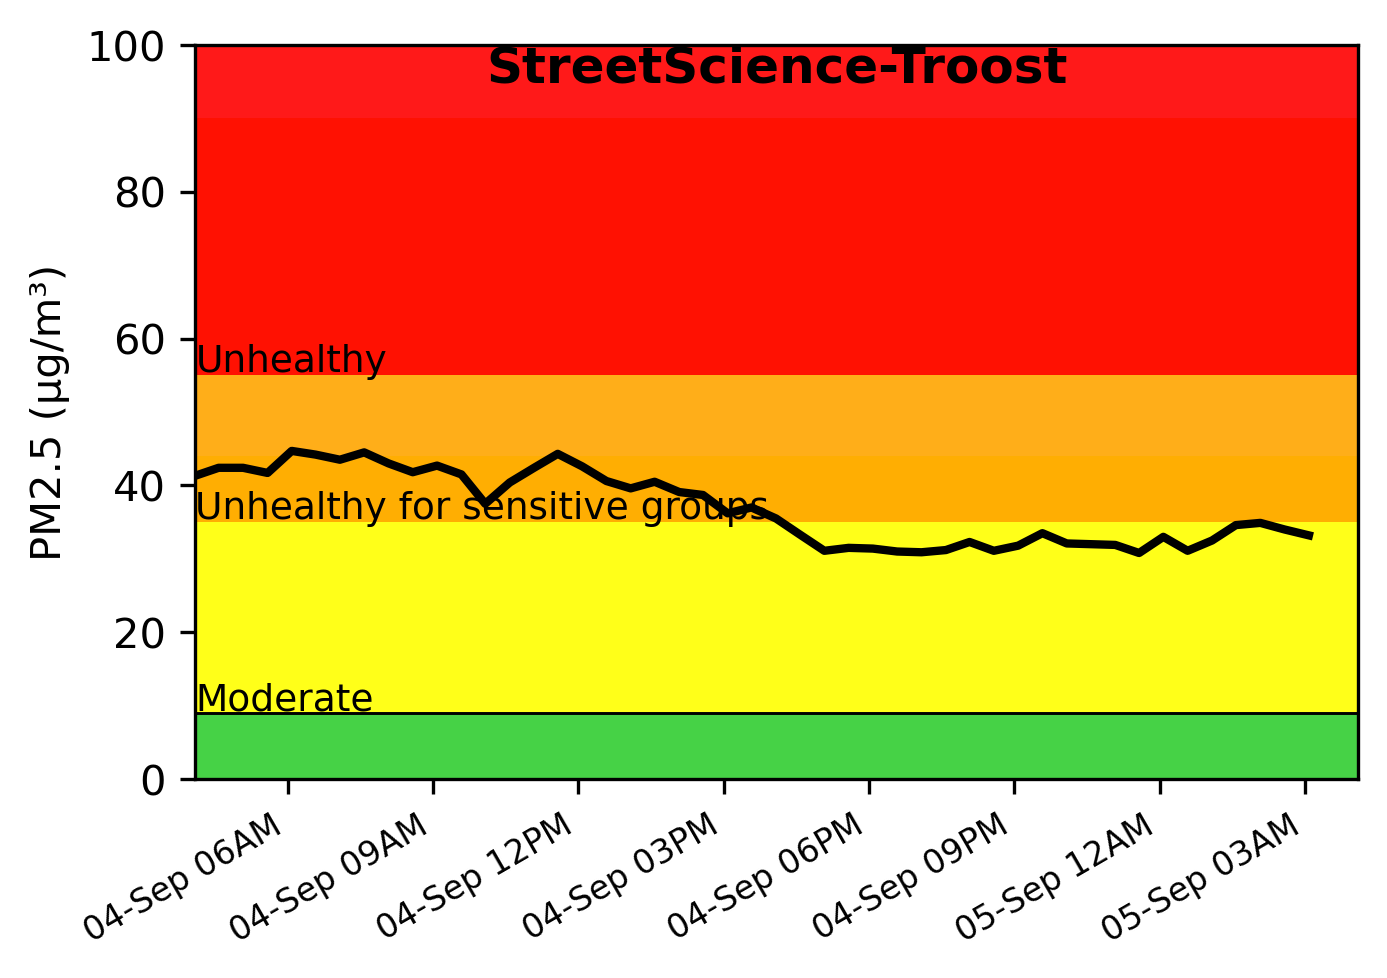 StreetScience-Troost
PM2.5 (µg/m³)
100
80
60
40
20
0
Unhealthy
Unhealthy for sensitive groups
Moderate
04-Sep 06AM
04-Sep 09AM
04-Sep 12PM
04-Sep 03PM
04-Sep 06PM
04-Sep 09PM
05-Sep 12AM
05-Sep 03AM